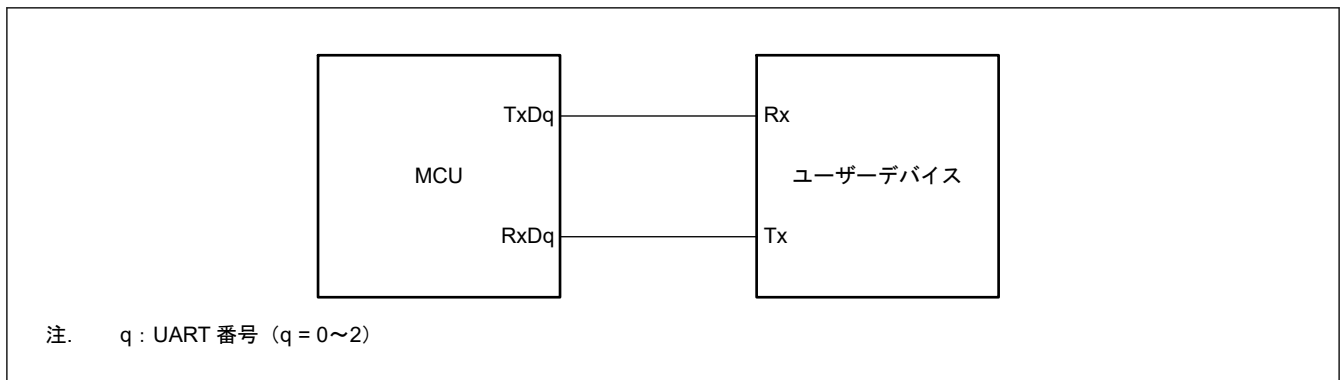 TxDq
Rx
MCU
ユーザーデバイス
RxDq
Tx
注. q : UART 番号（q = 0～2）